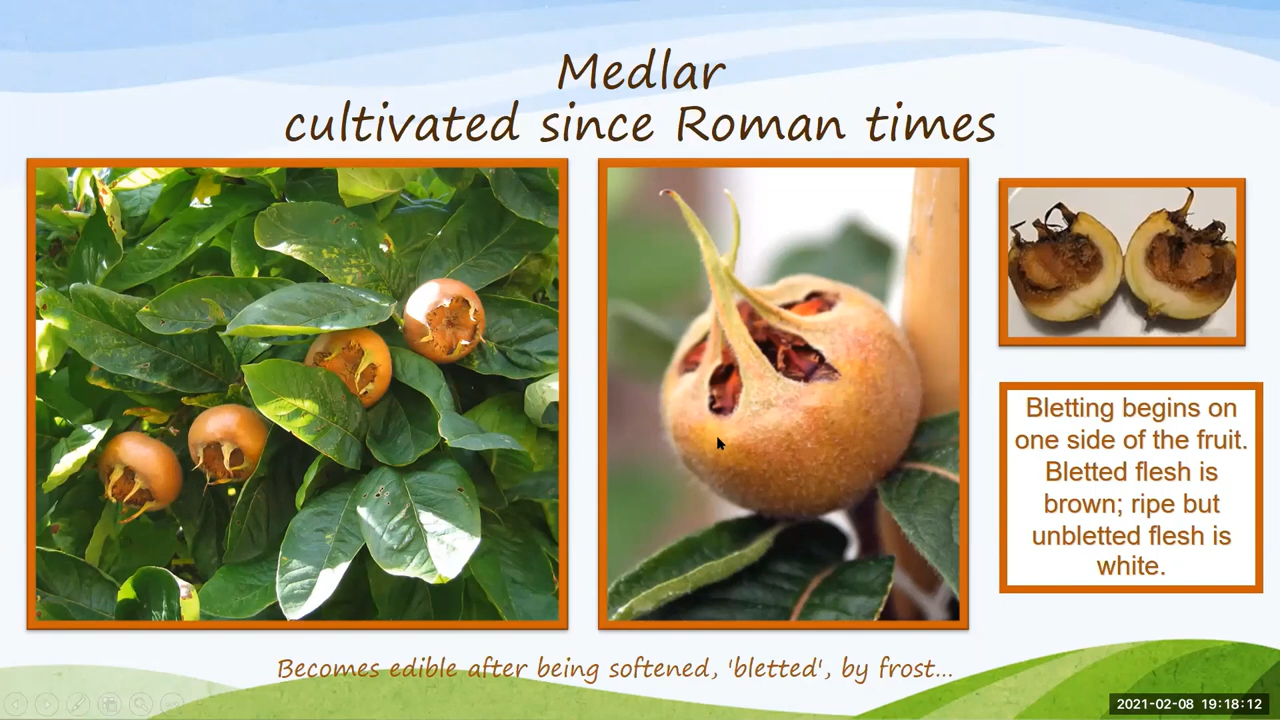 Medlar
cultivated since Roman times
Bletting begins on
one side of the fruit.
Bletted flesh is
brown; ripe but
unbletted flesh is
white.
Becomes edible after being softened, 'bletted', by frost...
2021-02-08 19:18:12